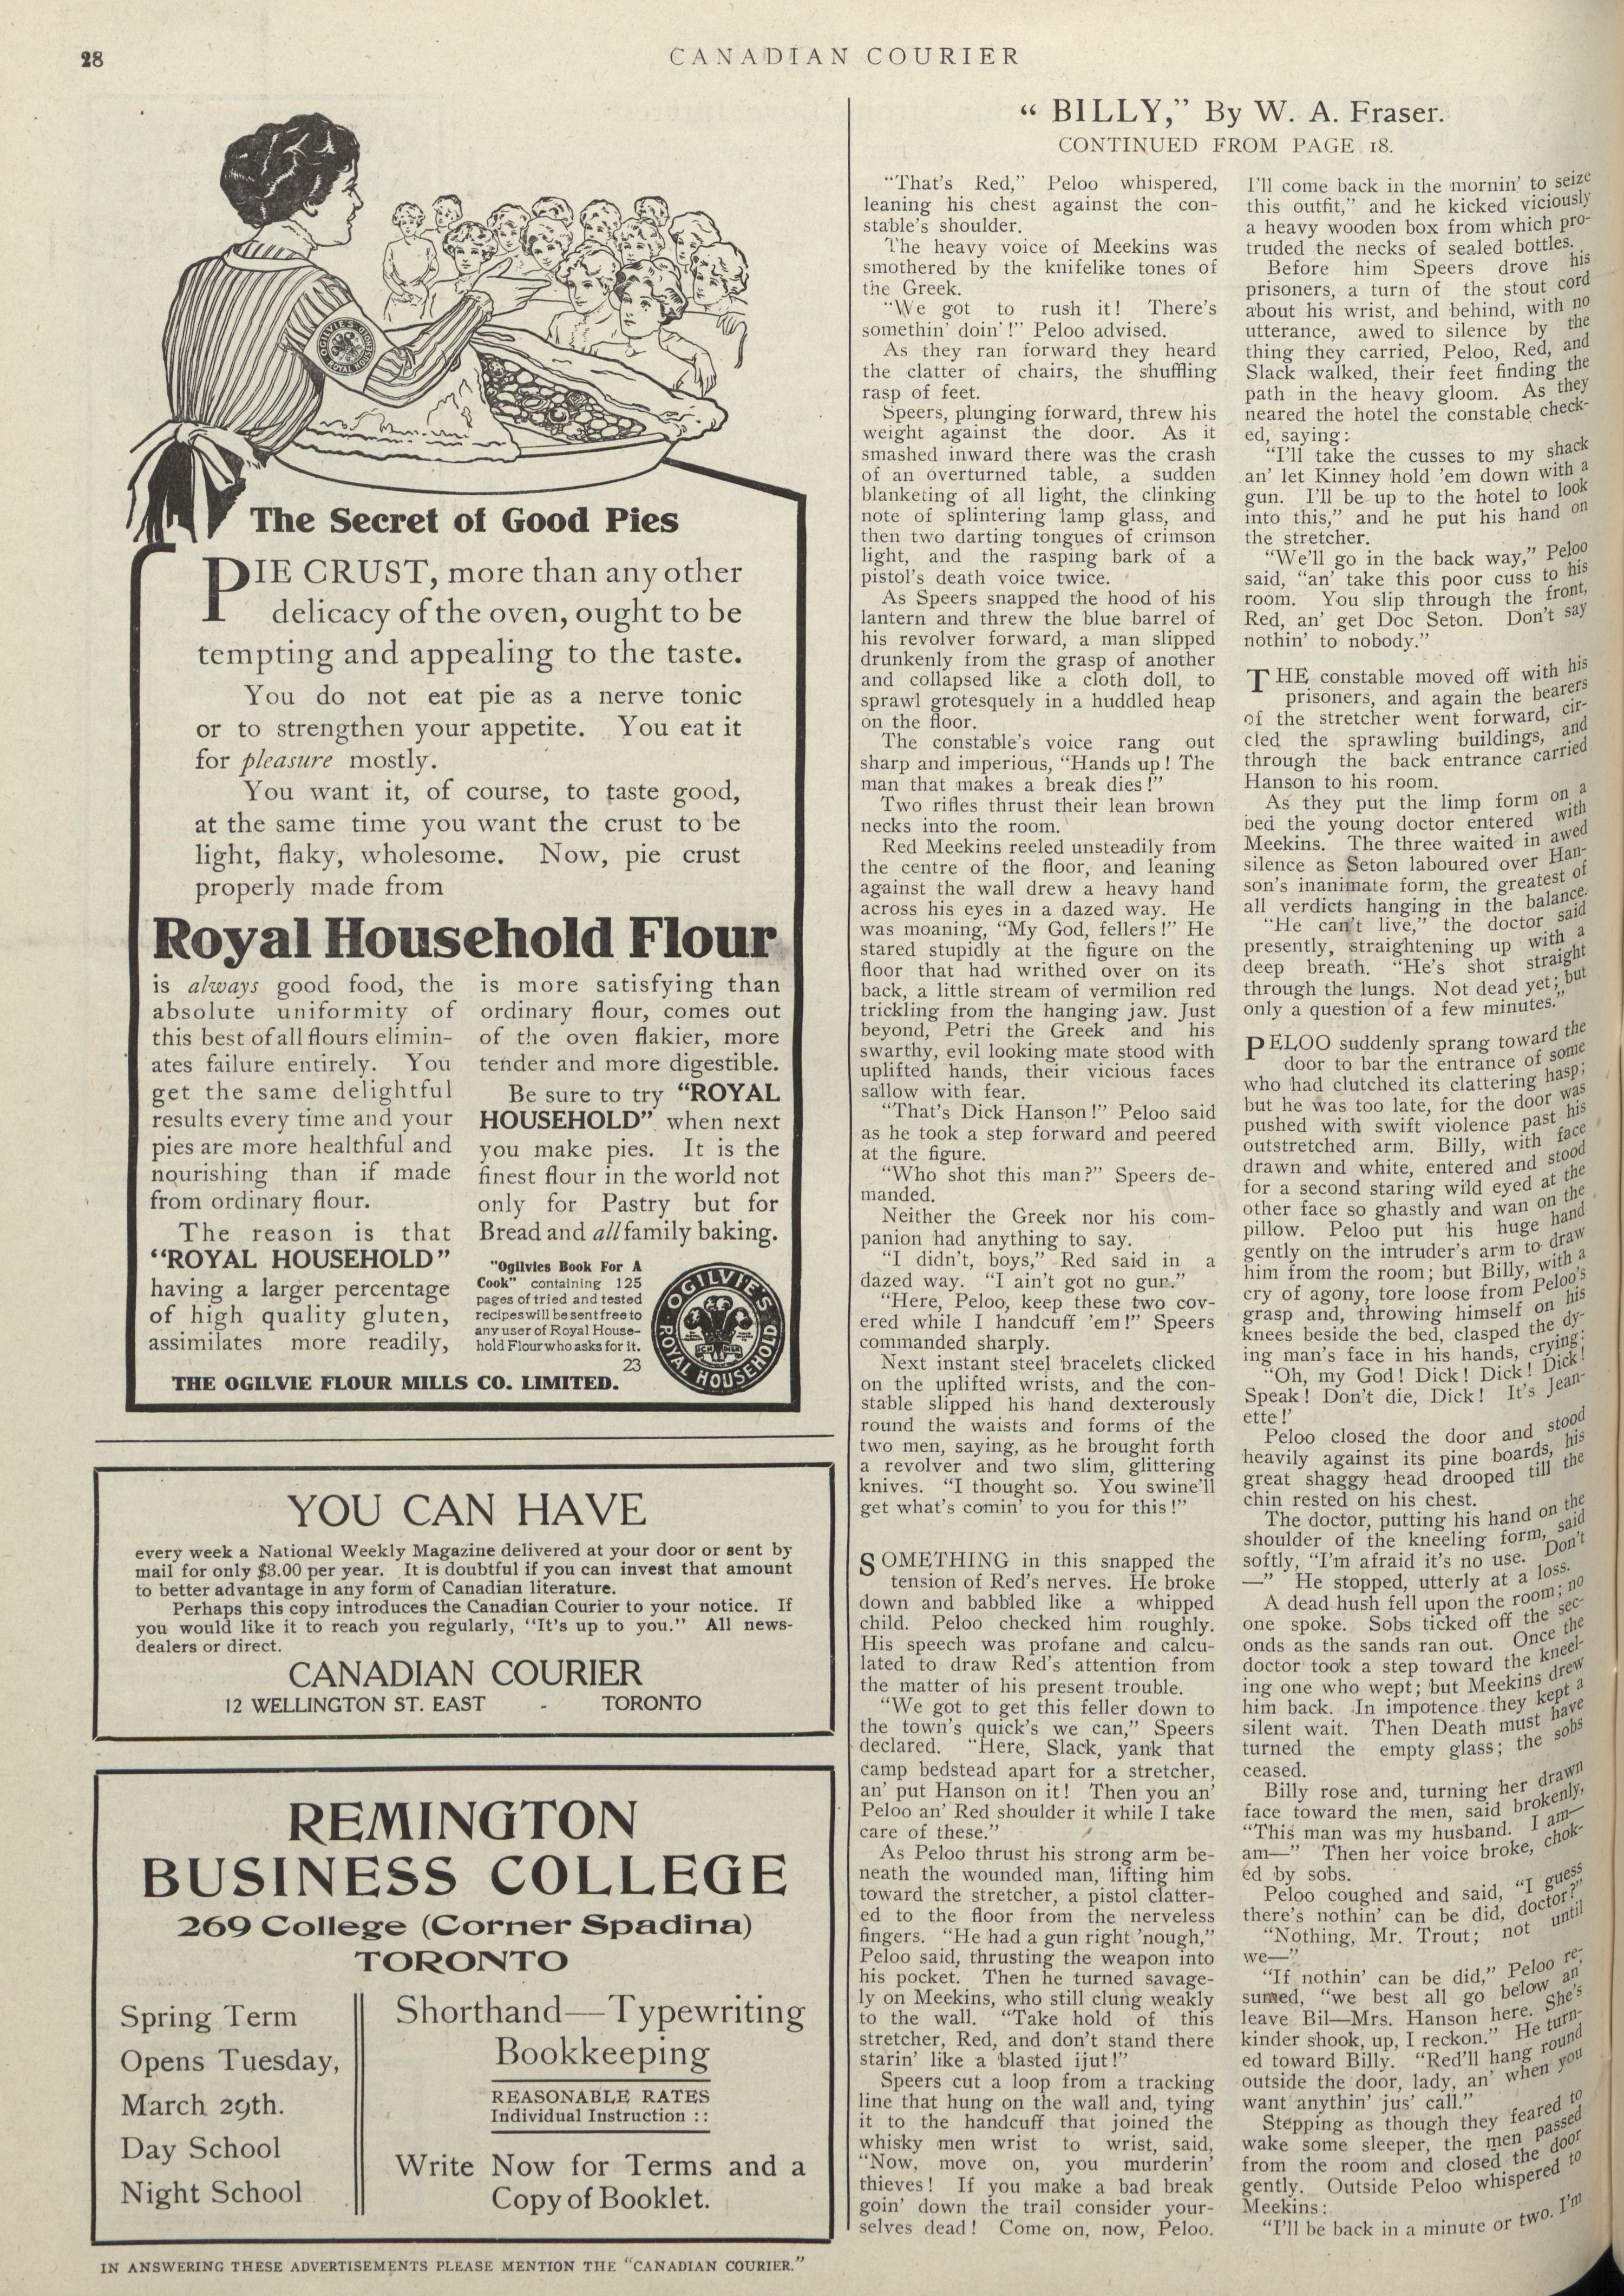 28
CANADIAN COURIER
The Secret of Good Pies
PIE CRUST, more than any other
delicacy of the oven, ought to be
tempting and appealing to the taste.
You do not eat pie as a nerve tonic
or to strengthen your appetite. You eat it
for pleasure mostly.
You want it, of course, to taste good,
at the same time you want the crust to be
light, flaky, wholesome. Now, pie crust
properly made from
Royal Household Flour
is always good food, the
absolute uniformity of
this best of all flours elimin-
ates failure entirely. You
get the same delightful
results every time and your
pies are more healthful and
nourishing than if made
from ordinary flour.
The reason is that
"ROYAL HOUSEHOLD"
having a larger percentage
of high quality gluten,
assimilates more readily,
is more satisfying than
ordinary flour, comes out
of the oven flakier, more
tender and more digestible.
Be sure to try "ROYAL
HOUSEHOLD" when next
you make pies. It is the
finest flour in the world not
only for Pastry but for
Bread and all family baking.
"Ogilvies Book For A
Cook" containing 125
pages of tried and tested
recipes will be sent free to
any user of Royal House-
hold Flour who asks for it.
23
OGILVIE'S
ROYAL HOUSEHOLD
THE OGILVIE FLOUR MILLS CO. LIMITED.
YOU CAN HAVE
every week a National Weekly Magazine delivered at your door or sent by
mail for only $3.00 per year. It is doubtful if you can invest that amount
to better advantage in any form of Canadian literature.
Perhaps this copy introduces the Canadian Courier to your notice. If
you would like it to reach you regularly, "It's up to you." All news-
dealers or direct.
CANADIAN COURIER
12 WELLINGTON ST. EAST - TORONTO
REMINGTON
BUSINESS COLLEGE
269 College (Corner Spadina)
TORONTO
Spring Term
Opens Tuesday,
March 29th.
Day School
Night School
Shorthand—Typewriting
Bookkeeping
REASONABLE RATES
Individual Instruction ::
Write Now for Terms and a
Copy of Booklet.
IN ANSWERING THESE ADVERTISEMENTS PLEASE MENTION THE "CANADIAN COURIER."
"BILLY," By W. A. Fraser.
CONTINUED FROM PAGE 18.
"That's Red," Peloo whispered,
leaning his chest against the con-
stable's shoulder.
The heavy voice of Meekins was
smothered by the knifelike tones of
the Greek.
"We got to rush it! There's
somethin' doin'!" Peloo advised.
As they ran forward they heard
the clatter of chairs, the shuffling
rasp of feet.
Speers, plunging forward, threw his
weight against the door. As it
smashed inward there was the crash
of an overturned table, a sudden
blanketing of all light, the clinking
note of splintering lamp glass, and
then two darting tongues of crimson
light, and the rasping bark of a
pistol's death voice twice.
As Speers snapped the hood of his
lantern and threw the blue barrel of
his revolver forward, a man slipped
drunkenly from the grasp of another
and collapsed like a cloth doll, to
sprawl grotesquely in a huddled heap
on the floor.
The constable's voice rang out
sharp and imperious, "Hands up! The
man that makes a break dies!"
Two rifles thrust their lean brown
necks into the room.
Red Meekins reeled unsteadily from
the centre of the floor, and leaning
against the wall drew a heavy hand
across his eyes in a dazed way. He
was moaning, "My God, fellers!" He
stared stupidly at the figure on the
floor that had writhed over on its
back, a little stream of vermilion red
trickling from the hanging jaw. Just
beyond, Petri the Greek and his
swarthy, evil looking mate stood with
uplifted hands, their vicious faces
sallow with fear.
"That's Dick Hanson!" Peloo said
as he took a step forward and peered
at the figure.
"Who shot this man?" Speers de-
manded.
Neither the Greek nor his com-
panion had anything to say.
"I didn't, boys," Red said in a
dazed way. "I ain't got no gun."
"Here, Peloo, keep these two cov-
ered while I handcuff 'em!" Speers
commanded sharply.
Next instant steel bracelets clicked
on the uplifted wrists, and the con-
stable slipped his hand dexterously
round the waists and forms of the
two men, saying, as he brought forth
a revolver and two slim, glittering
knives. "I thought so. You swine'll
get what's comin' to you for this!"
SOMETHING in this snapped the
tension of Red's nerves. He broke
down and babbled like a whipped
child. Peloo checked him roughly.
His speech was profane and calcu-
lated to draw Red's attention from
the matter of his present trouble.
"We got to get this feller down to
the town's quick's we can," Speers
declared. "Here, Slack, yank that
camp bedstead apart for a stretcher,
an' put Hanson on it! Then you an'
Peloo an' Red shoulder it while I take
care of these."
As Peloo thrust his strong arm be-
neath the wounded man, lifting him
toward the stretcher, a pistol clatter-
ed to the floor from the nerveless
fingers. "He had a gun right 'nough,"
Peloo said, thrusting the weapon into
his pocket. Then he turned savage-
ly on Meekins, who still clung weakly
to the wall. "Take hold of this
stretcher, Red, and don't stand there
starin' like a blasted ijut!"
Speers cut a loop from a tracking
line that hung on the wall and, tying
it to the handcuff that joined the
whisky men wrist to wrist, said,
"Now, move on, you murderin'
thieves! If you make a bad break
goin' down the trail consider your-
selves dead! Come on, now, Peloo.
I'll come back in the mornin' to seize
this outfit," and he kicked viciously
a heavy wooden box from which pro-
truded the necks of sealed bottles.
Before him Speers drove his
prisoners, a turn of the stout cord
about his wrist, and behind, with no
utterance, awed to silence by the
thing they carried, Peloo, Red, and
Slack walked, their feet finding the
path in the heavy gloom. As they
neared the hotel the constable check-
ed, saying:
"I'll take the cusses to my shack
an' let Kinney hold 'em down with a
gun. I'll be up to the hotel to look
into this," and he put his hand on
the stretcher.
"We'll go in the back way," Peloo
said, "an' take this poor cuss to his
room. You slip through the front,
Red, an' get Doc Seton. Don't say
nothin' to nobody."
THE constable moved off with his
prisoners, and again the bearers
of the stretcher went forward, cir-
cled the sprawling buildings, and
through the back entrance carried
Hanson to his room.
As they put the limp form on a
bed the young doctor entered with
Meekins. The three waited in awed
silence as Seton laboured over Han-
son's inanimate form, the greatest of
all verdicts hanging in the balance.
"He can't live," the doctor said
presently, straightening up with a
deep breath. "He's shot straight
through the lungs. Not dead yet; but
only a question of a few minutes."
PELOO suddenly sprang toward the
door to bar the entrance of some
who had clutched its clattering hasp;
but he was too late, for the door was
pushed with swift violence past his
outstretched arm. Billy, with face
drawn and white, entered and stood
for a second staring wild eyed at the
other face so ghastly and wan on the
pillow. Peloo put his huge hand
gently on the intruder's arm to draw
him from the room; but Billy, with a
cry of agony, tore loose from Peloo's
grasp and, throwing himself on his
knees beside the bed, clasped the dy-
ing man's face in his hands, crying:
"Oh, my God! Dick! Dick! Dick!
Speak! Don't die, Dick! It's Jean-
ette!'
Peloo closed the door and stood
heavily against its pine boards, his
great shaggy head drooped till the
chin rested on his chest.
The doctor, putting his hand on the
shoulder of the kneeling form, said
softly, "I'm afraid it's no use. Don't
—" He stopped, utterly at a loss.
A dead hush fell upon the room; no
one spoke. Sobs ticked off the sec-
onds as the sands ran out. Once the
doctor took a step toward the kneel-
ing one who wept; but Meekins drew
him back. In impotence they kept a
silent wait. Then Death must have
turned the empty glass; the sobs
ceased.
Billy rose and, turning her drawn
face toward the men, said brokenly,
"This man was my husband. I am—
am—" Then her voice broke, chok-
ed by sobs.
Peloo coughed and said, "I guess
there's nothin' can be did, doctor?"
"Nothing, Mr. Trout; not until
we—"
"If nothin' can be did," Peloo re-
sumed, "we best all go below an'
leave Bil—Mrs. Hanson here. She's
kinder shook, up, I reckon." He turn-
ed toward Billy. "Red'll hang round
outside the door, lady, an' when you
want anythin' jus' call."
Stepping as though they feared to
wake some sleeper, the men passed
from the room and closed the door
gently. Outside Peloo whispered to
Meekins:
"I'll be back in a minute or two. I'm